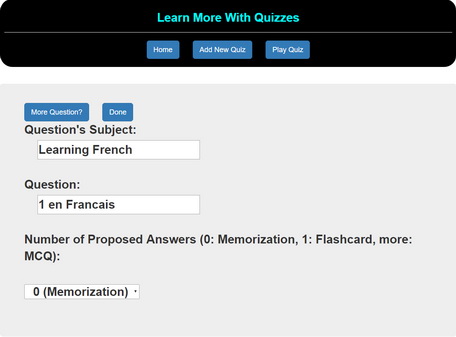 Learn More With Quizzes
Home Add New Quiz Play Quiz
More Question? Done
Question's Subject:
Learning French
Question:
1 en Francais
Number of Proposed Answers (0: Memorization, 1: Flashcard, more:
MCQ):
0 (Memorization)